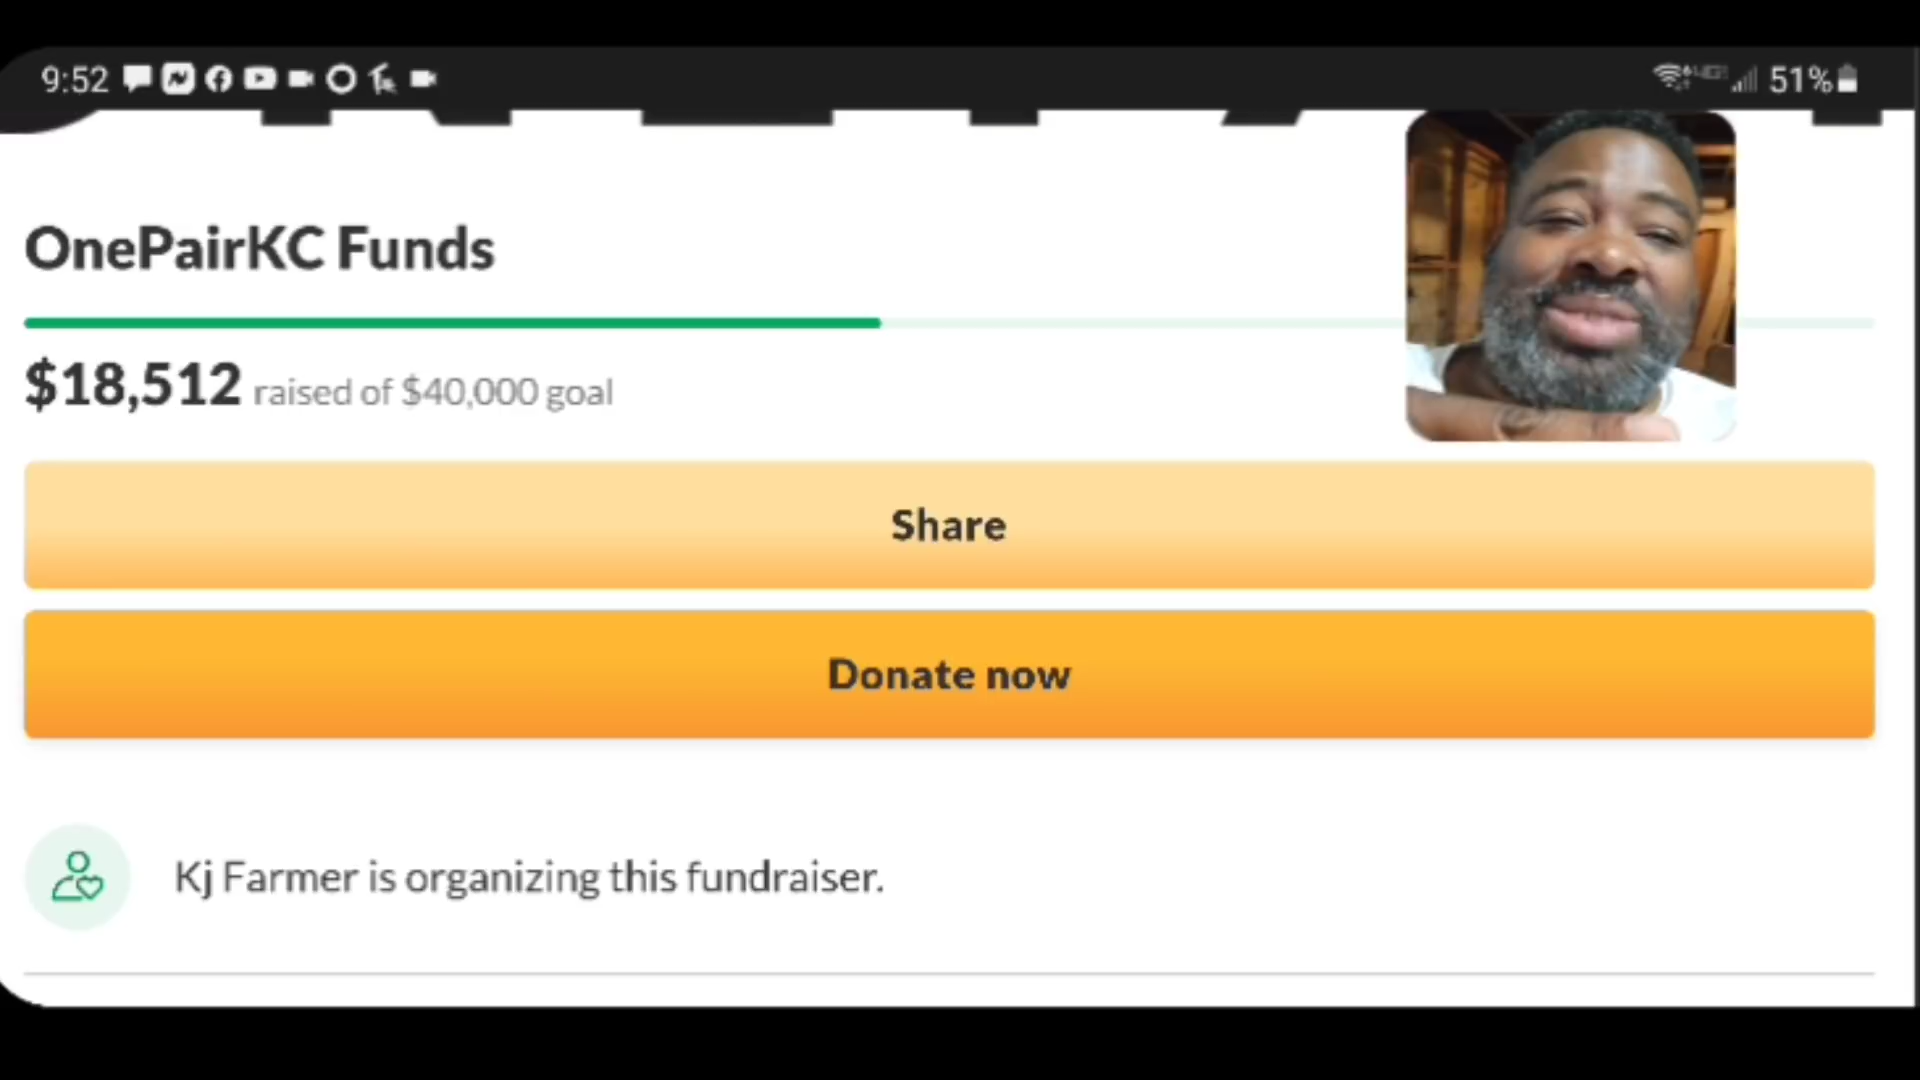 9:52
51%
OnePairKC Funds
$18,512 raised of $40,000 goal
Share
Donate now
Kj Farmer is organizing this fundraiser.